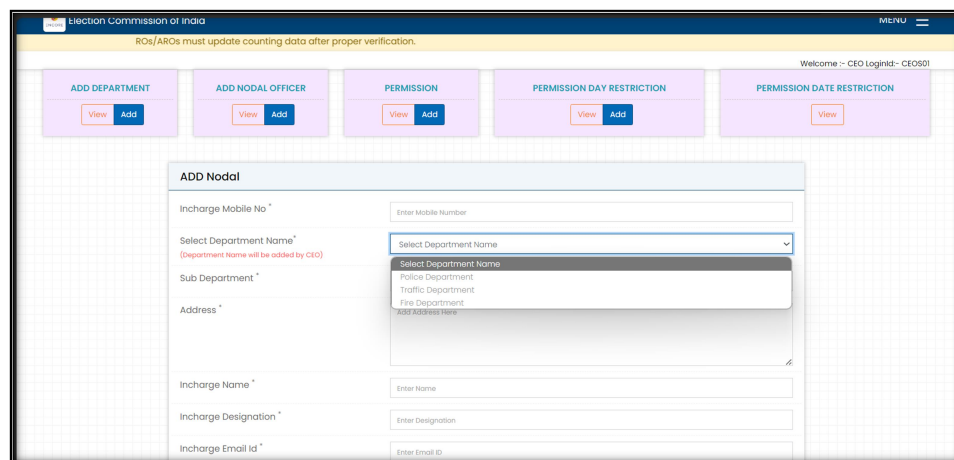 Election Commission of India
MENU
ROs/AROs must update counting data after proper verification.
Welcome :- CEO LoginId:- CEOS01
ADD DEPARTMENT
View Add
ADD NODAL OFFICER
View Add
PERMISSION
View Add
PERMISSION DAY RESTRICTION
View Add
PERMISSION DATE RESTRICTION
View
ADD Nodal
Incharge Mobile No *
Enter Mobile Number
Select Department Name*
(Department Name will be added by CEO)
Select Department Name
Select Department Name
Police Department
Traffic Department
Fire Department
Sub Department *
Address *
Add Address Here
Incharge Name *
Enter Name
Incharge Designation *
Enter Designation
Incharge Email Id *
Enter Email ID